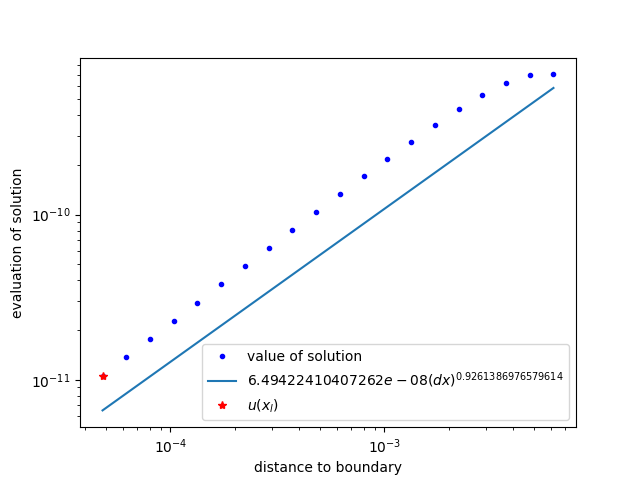 evaluation of solution
10⁻¹⁰
10⁻¹¹
value of solution
6.49422410407262e − 08(dx)^0.9261386976579614
u(x_l)
10⁻⁴
10⁻³
distance to boundary